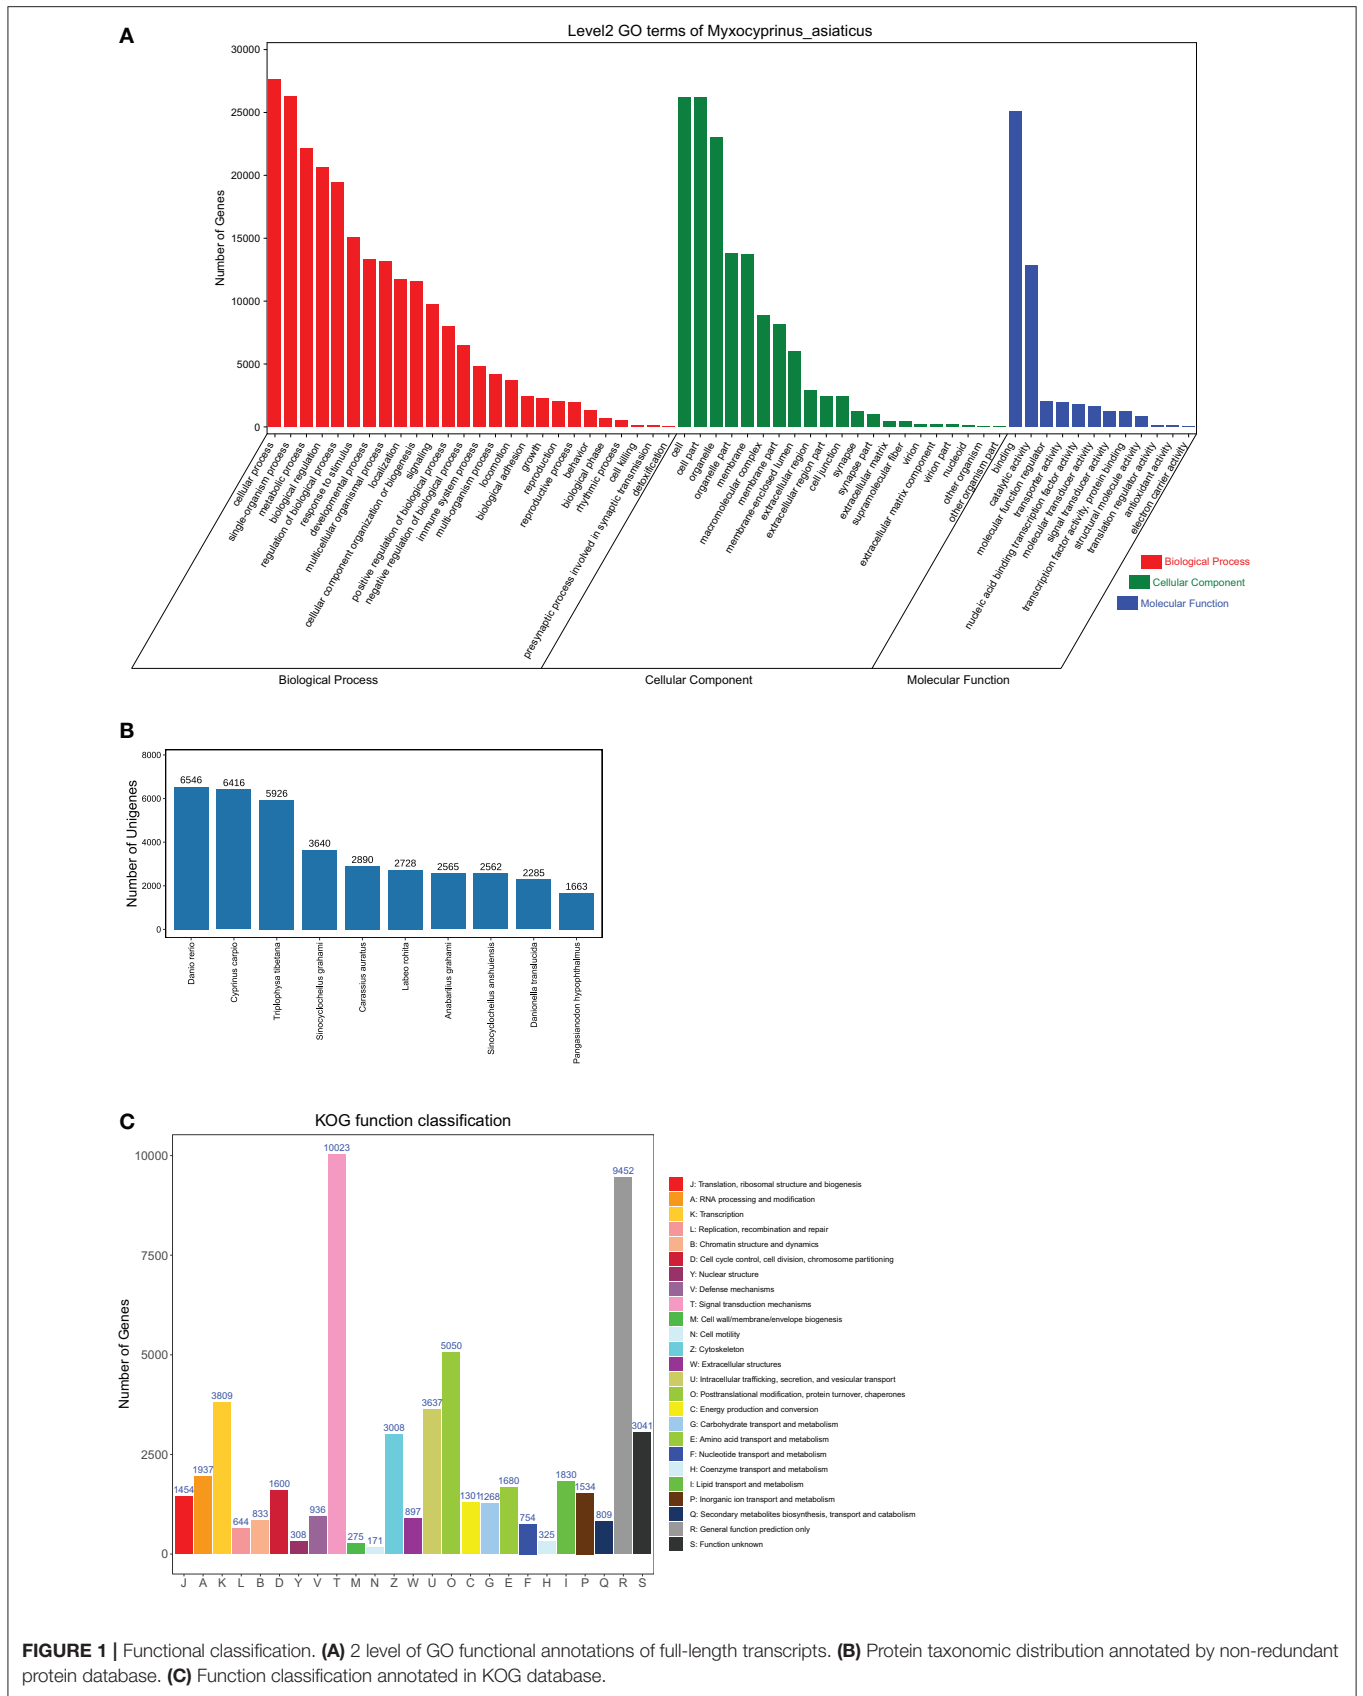 A
Level2 GO terms of Myxocyprinus_asiaticus
Number of Genes
30000
25000
20000
15000
10000
5000
0
cellular process
single-organism process
metabolic process
biological regulation
regulation of biological process
response to stimulus
developmental process
multicellular organismal process
localization
cellular component organization or biogenesis
signaling
positive regulation of biological process
negative regulation of biological process
immune system process
multi-organism process
locomotion
biological adhesion
growth
reproduction
reproductive process
behavior
biological phase
rhythmic process
cell killing
presynaptic process involved in synaptic transmission
detoxification
cell
cell part
organelle
organelle part
membrane
macromolecular complex
membrane part
membrane-enclosed lumen
extracellular region
extracellular region part
cell junction
synapse
synapse part
extracellular matrix
supramolecular fiber
virion
extracellular matrix component
virion part
nucleoid
other organism
other organism part
binding
catalytic activity
molecular function regulator
transporter activity
nucleic acid binding transcription factor activity
molecular transducer activity
signal transducer activity
transcription factor activity, protein binding
structural molecule activity
translation regulator activity
antioxidant activity
electron carrier activity
Biological Process
Cellular Component
Molecular Function
Biological Process
Cellular Component
Molecular Function
B
Number of Unigenes
8000
6000
4000
2000
0
6546
6416
5926
3640
2890
2728
2565
2562
2285
1663
Danio rerio
Cyprinus carpio
Triplophysa tibetana
Sinocyclocheilus grahami
Carassius auratus
Labeo rohita
Anabarilius grahami
Sinocyclocheilus anshuiensis
Danionella translucida
Pangasianodon hypophthalmus
C
KOG function classification
Number of Genes
10000
7500
5000
2500
0
1454
1937
3809
644
833
1600
308
936
10023
275
171
3008
897
3637
5050
1301
1268
1680
754
325
1830
1534
809
9452
3041
J A K L B D Y V T M N Z W U O C G E F H I P Q R S
J: Translation, ribosomal structure and biogenesis
A: RNA processing and modification
K: Transcription
L: Replication, recombination and repair
B: Chromatin structure and dynamics
D: Cell cycle control, cell division, chromosome partitioning
Y: Nuclear structure
V: Defense mechanisms
T: Signal transduction mechanisms
M: Cell wall/membrane/envelope biogenesis
N: Cell motility
Z: Cytoskeleton
W: Extracellular structures
U: Intracellular trafficking, secretion, and vesicular transport
O: Posttranslational modification, protein turnover, chaperones
C: Energy production and conversion
G: Carbohydrate transport and metabolism
E: Amino acid transport and metabolism
F: Nucleotide transport and metabolism
H: Coenzyme transport and metabolism
I: Lipid transport and metabolism
P: Inorganic ion transport and metabolism
Q: Secondary metabolites biosynthesis, transport and catabolism
R: General function prediction only
S: Function unknown
FIGURE 1 | Functional classification. (A) 2 level of GO functional annotations of full-length transcripts. (B) Protein taxonomic distribution annotated by non-redundant
protein database. (C) Function classification annotated in KOG database.